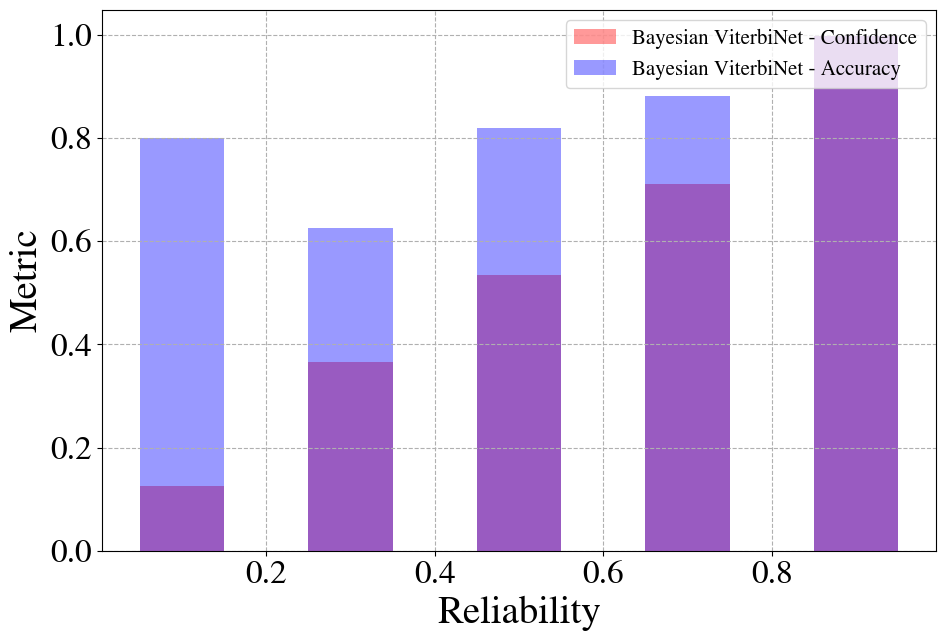 1.0
Bayesian ViterbiNet - Confidence
Bayesian ViterbiNet - Accuracy
0.8
0.6
Metric
0.4
0.2
0.0
0.2 0.4 0.6 0.8
Reliability